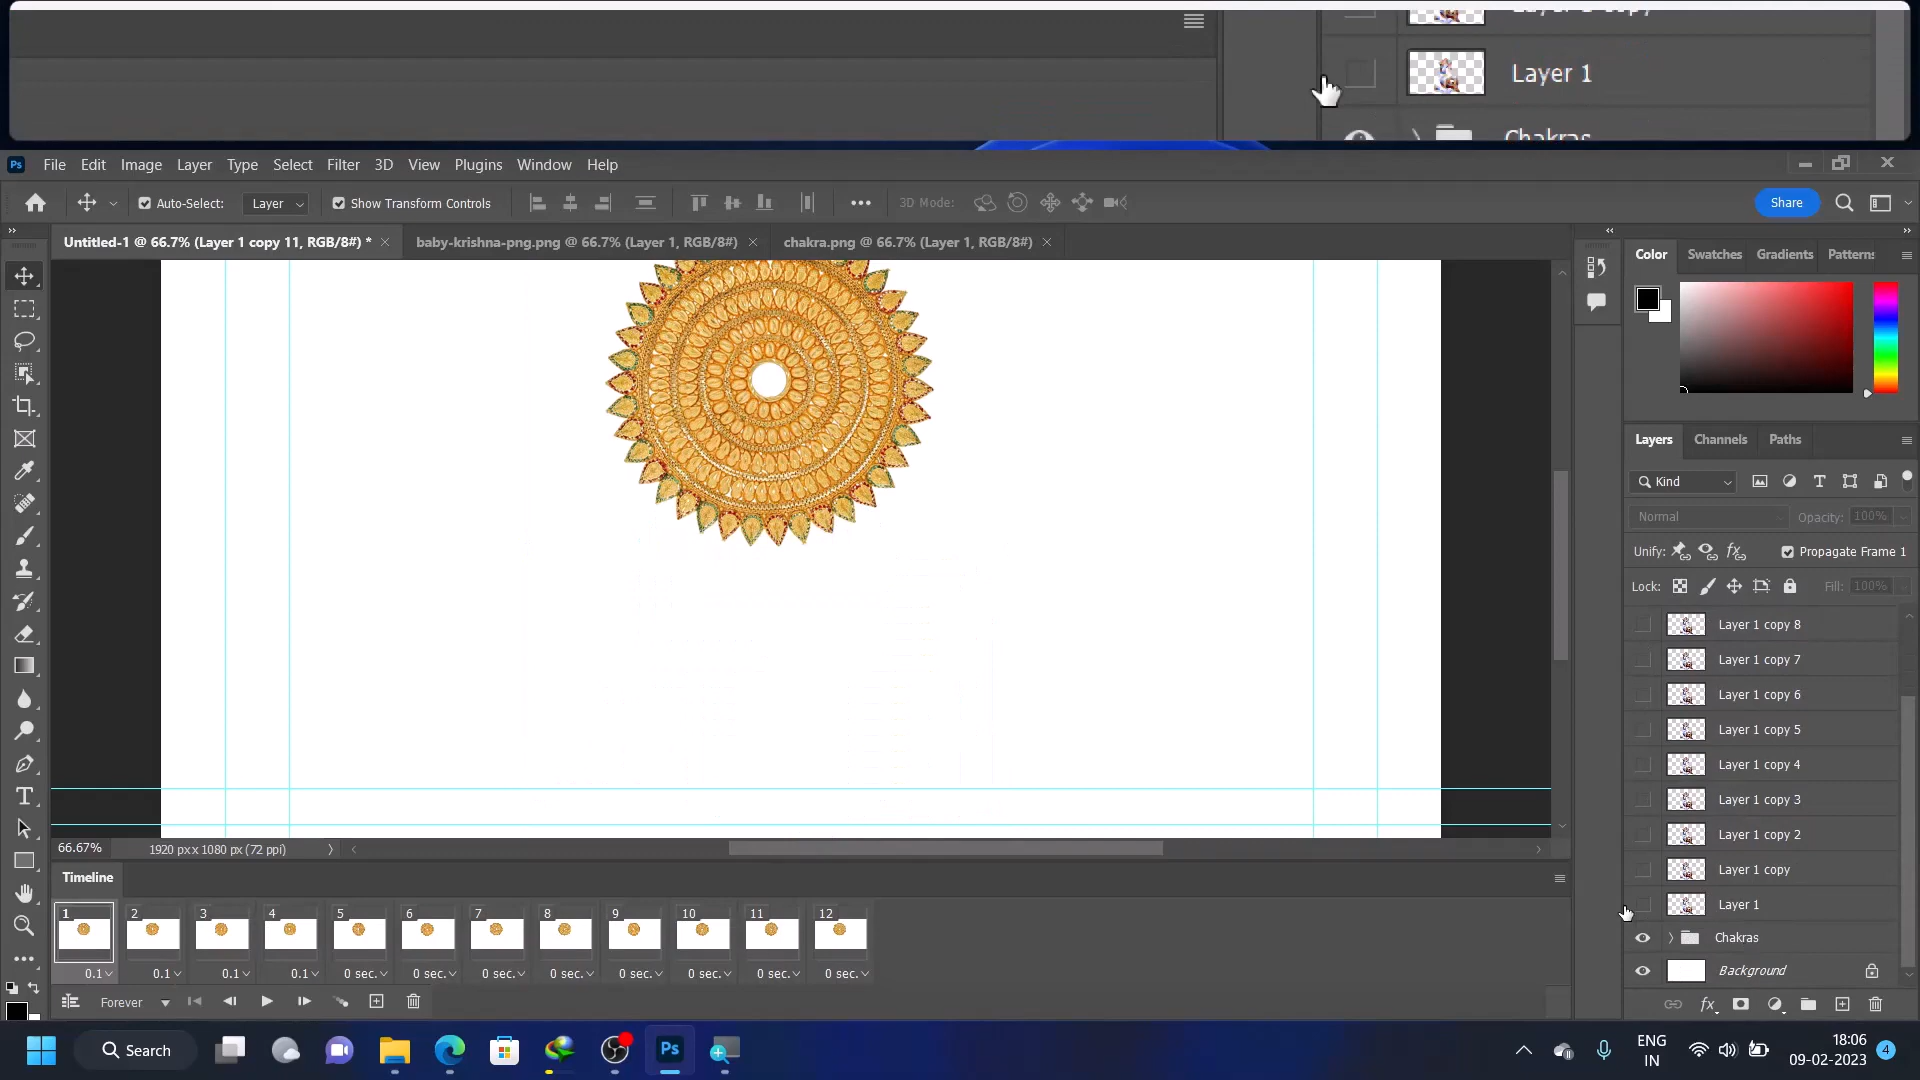 Layer 1
Chakras
Ps File Edit Image Layer Type Select Filter 3D View Plugins Window Help
Auto-Select: Layer Show Transform Controls 3D Mode: Share
Untitled-1 @ 66.7% (Layer 1 copy 11, RGB/8#) * baby-krishna-png.png @ 66.7% (Layer 1, RGB/8#) chakra.png @ 66.7% (Layer 1, RGB/8#)
Color Swatches Gradients Patterns
Layers Channels Paths
Kind
Normal Opacity: 100%
Unify: Propagate Frame 1
Lock: Fill: 100%
Layer 1 copy 8
Layer 1 copy 7
Layer 1 copy 6
Layer 1 copy 5
Layer 1 copy 4
Layer 1 copy 3
Layer 1 copy 2
Layer 1 copy
Layer 1
Chakras
Background
66.67% 1920 px x 1080 px (72 ppi)
Timeline
1 2 3 4 5 6 7 8 9 10 11 12
0.1 0.1 0.1 0.1 0 sec. 0 sec. 0 sec. 0 sec. 0 sec. 0 sec. 0 sec. 0 sec.
Forever
Search
Ps
ENG
IN
18:06
09-02-2023
4